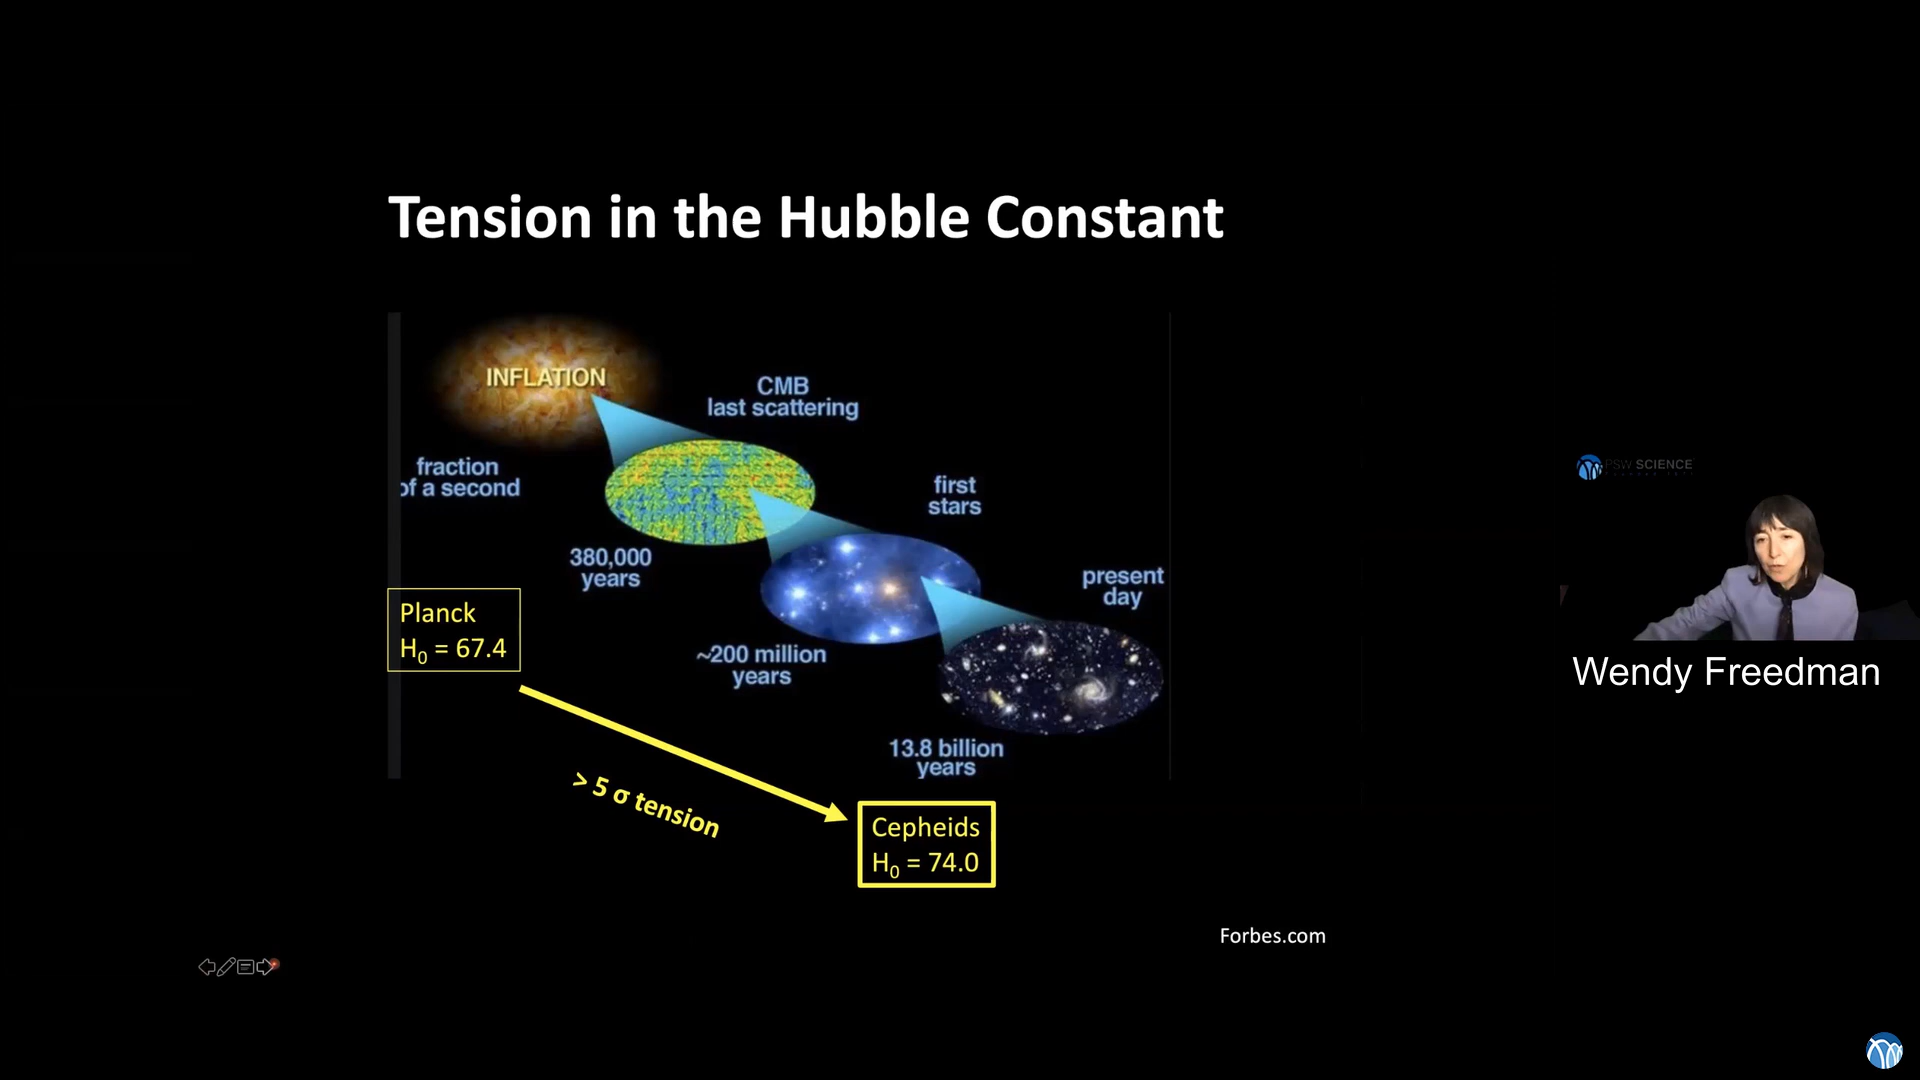 Tension in the Hubble Constant
INFLATION
CMB
last scattering
fraction
of a second
first
stars
380,000
years
present
day
Planck
H₀ = 67.4
~200 million
years
13.8 billion
years
> 5 σ tension
Cepheids
H₀ = 74.0
Forbes.com
PSW SCIENCE
Wendy Freedman